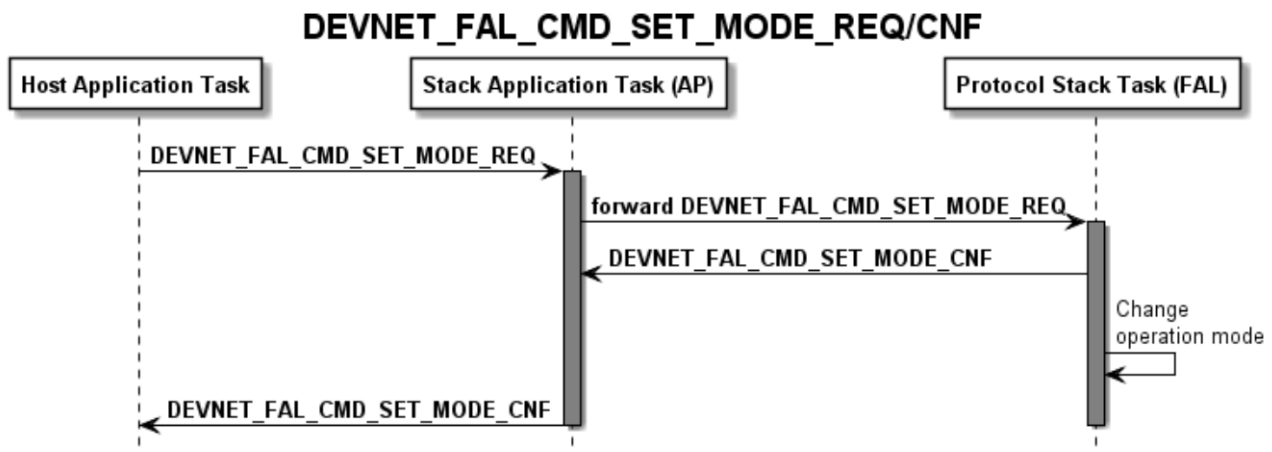 DEVNET_FAL_CMD_SET_MODE_REQ/CNF
Host Application Task
Stack Application Task (AP)
Protocol Stack Task (FAL)
DEVNET_FAL_CMD_SET_MODE_REQ
forward DEVNET_FAL_CMD_SET_MODE_REQ
DEVNET_FAL_CMD_SET_MODE_CNF
Change
operation mode
DEVNET_FAL_CMD_SET_MODE_CNF